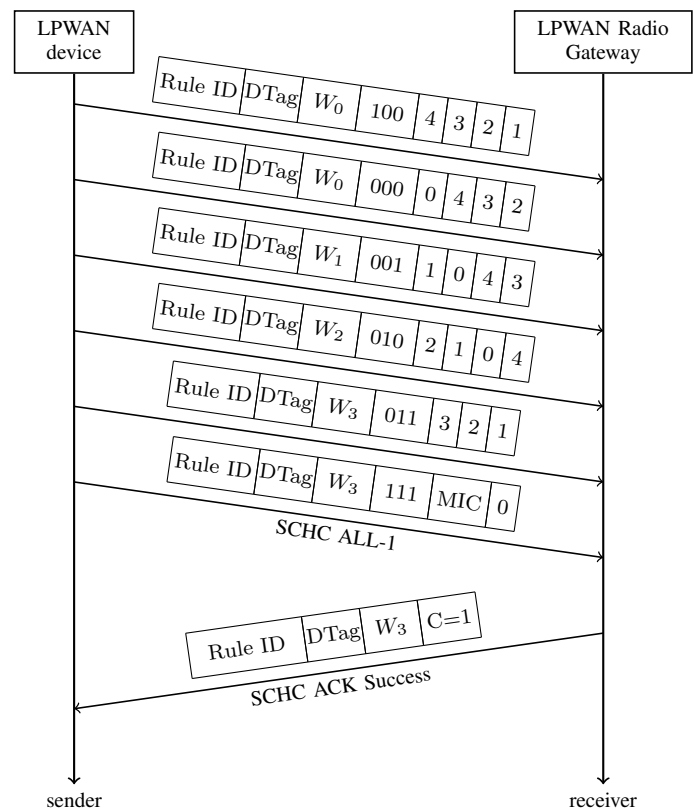 LPWAN device
LPWAN Radio Gateway
Rule ID DTag W₀ 100 4 3 2 1
Rule ID DTag W₀ 000 0 4 3 2
Rule ID DTag W₁ 001 1 0 4 3
Rule ID DTag W₂ 010 2 1 0 4
Rule ID DTag W₃ 011 3 2 1
Rule ID DTag W₃ 111 MIC 0
SCHC ALL-1
Rule ID DTag W₃ C=1
SCHC ACK Success
sender
receiver